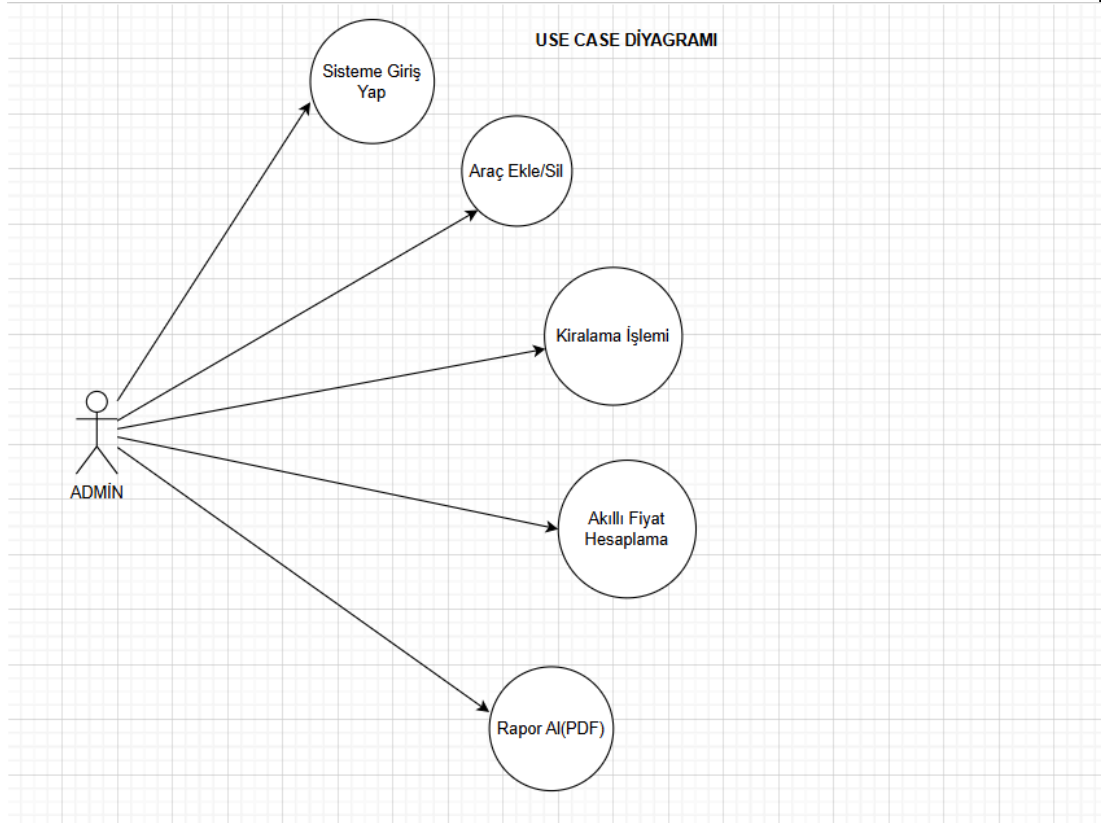 USE CASE DİYAGRAMI
Sisteme Giriş
Yap
Araç Ekle/Sil
Kiralama İşlemi
ADMİN
Akıllı Fiyat
Hesaplama
Rapor Al(PDF)